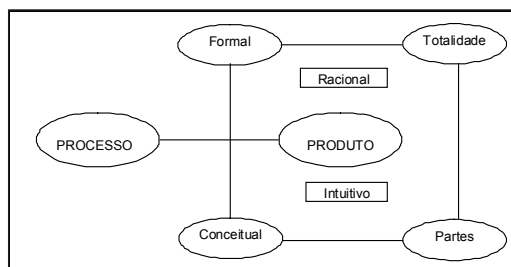 Formal
Totalidade
Racional
PROCESSO
PRODUTO
Intuitivo
Conceitual
Partes